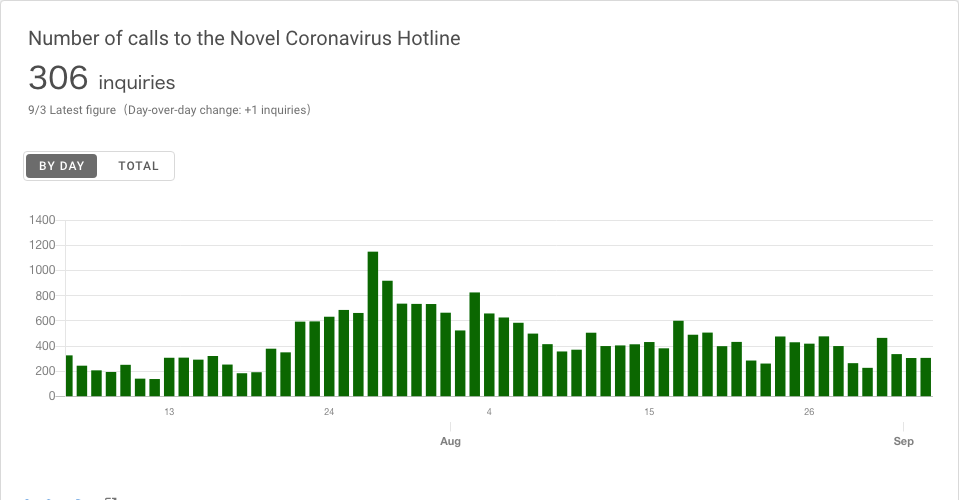 Number of calls to the Novel Coronavirus Hotline
306 inquiries
9/3 Latest figure（Day-over-day change: +1 inquiries）
BY DAY TOTAL
1400
1200
1000
800
600
400
200
0
13 24 4 15 26
Aug Sep